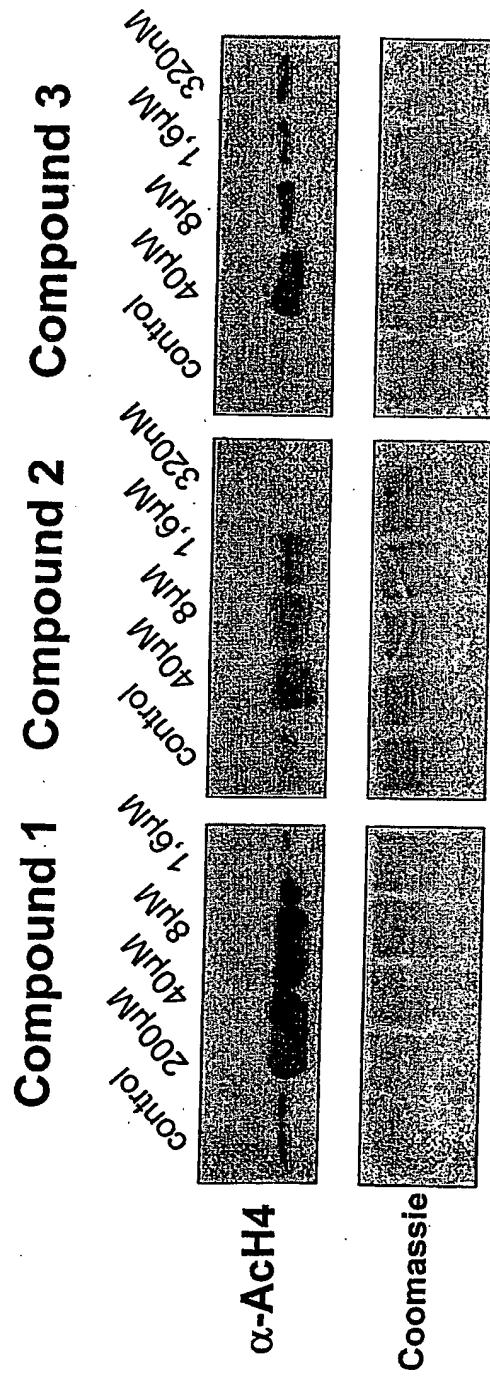 Compound 1 Compound 2 Compound 3
control 200µM 40µM 8µM 1,6µM control 40µM 8µM 1,6µM 320nM control 40µM 8µM 1,6µM 320nM
α-AcH4
Coomassie